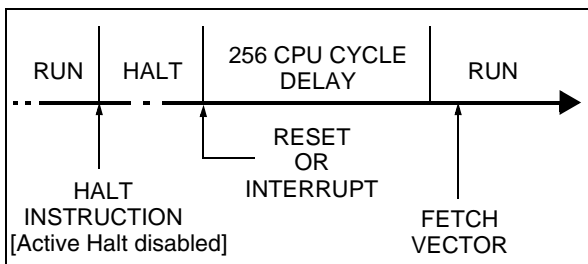 RUN
HALT
256 CPU CYCLE
DELAY
RUN
RESET
OR
INTERRUPT
HALT
INSTRUCTION
[Active Halt disabled]
FETCH
VECTOR